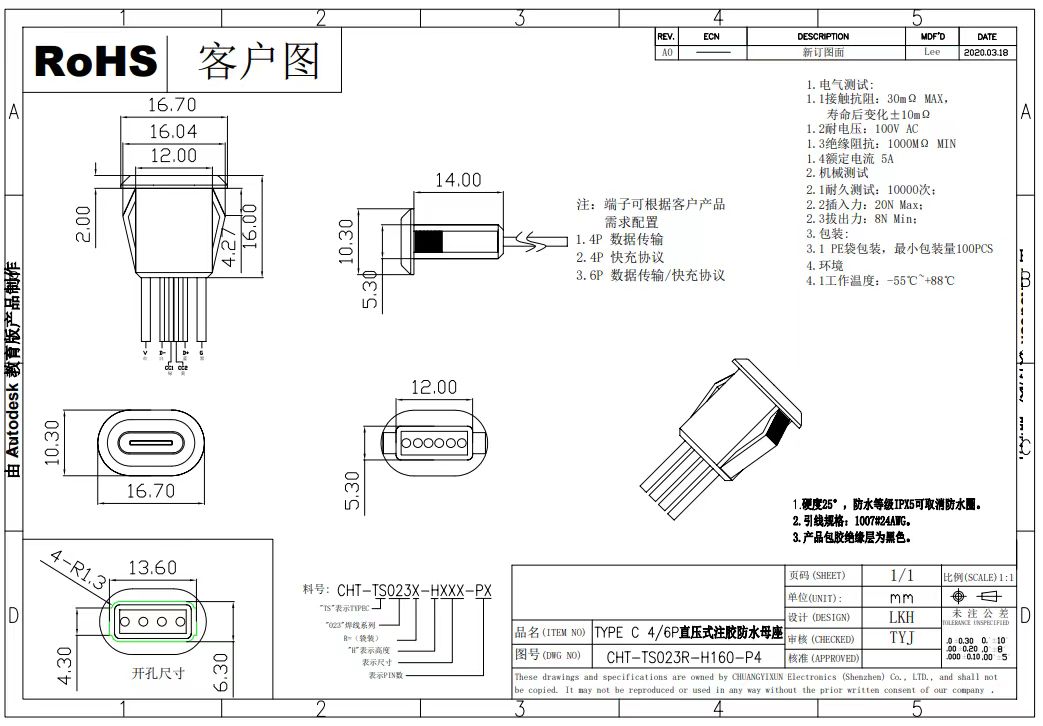 1 2 3 4 5
RoHS 客户图
REV. ECN DESCRIPTION MDF'D DATE
A0 新订图面 Lee 2020.03.18
A
A
16.70
16.04
12.00
2.00
4.27
16.00
V D- D+ G
CC1 CC2
14.00
10.30
5.30
注：端子可根据客户产品
需求配置
1.4P 数据传输
2.4P 快充协议
3.6P 数据传输/快充协议
1.电气测试:
1.1接触抗阻：30mΩ MAX,
寿命后变化±10mΩ
1.2耐电压：100V AC
1.3绝缘阻抗：1000MΩ MIN
1.4额定电流 5A
2.机械测试
2.1耐久测试：10000次;
2.2插入力：20N Max;
2.3拔出力：8N Min;
3.包装:
3.1 PE袋包装，最小包装量100PCS
4.环境
4.1工作温度：-55℃~+88℃
B
由 Autodesk 教育版产品制作
10.30
16.70
12.00
5.30
C
1.硬度25°，防水等级IPX5可取消防水圈。
2.引线规格：1007#24AWG。
3.产品包胶绝缘层为黑色。
D
D
4-R1.3
13.60
4.30
6.30
开孔尺寸
料号: CHT-TS023X-HXXX-PX
"TS"表示TYPEC
"023"焊线系列
R=（袋装）
"H"表示高度
表示尺寸
表示PIN数
品名(ITEM NO) TYPE C 4/6P直压式注胶防水母座
图号(DWG NO) CHT-TS023R-H160-P4
页码(SHEET) 1/1 比例(SCALE)1:1
单位(UNIT): mm
设计(DESIGN) LKH
审核(CHECKED) TYJ
核准(APPROVED)
未注公差
TOLERANCE UNSPECIFIED
.0 ±0.30 0.° ±10°
.00 ±0.20 .0° ±8°
.000 ±0.10 .00° ±5°
These drawings and specifications are owned by CHUANGYIXUN Electronics (Shenzhen) Co., LTD., and shall not
be copied. It may not be reproduced or used in any way without the prior written consent of our company .
1 2 3 4 5